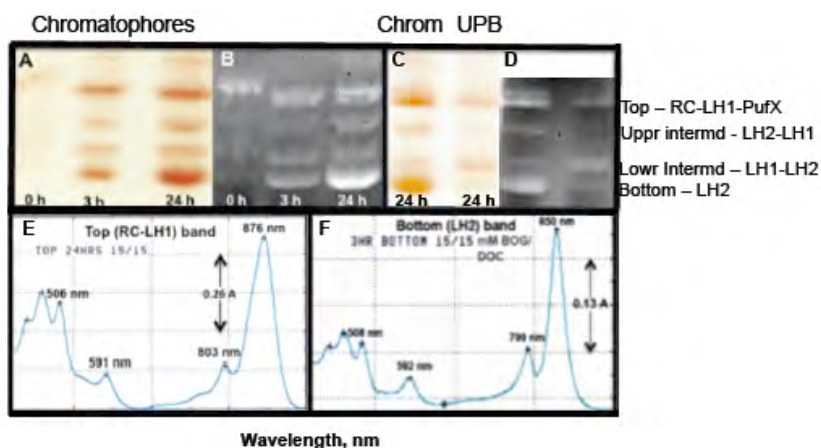 Chromatophores
Chrom UPB
A
B
C
D
0 h
3 h
24 h
0 h
3 h
24 h
24 h
24 h
Top – RC-LH1-PufX
Uppr intermd - LH2-LH1
Lowr Intermd – LH1-LH2
Bottom – LH2
E
Top (RC-LH1) band
TOP 24HRS 15/15
876 nm
506 nm
0.26 A
591 nm
803 nm
F
Bottom (LH2) band
850 nm
3HR BOTTOM 15/15 mM BOG/
DOC
0.13 A
508 nm
799 nm
592 nm
Wavelength, nm